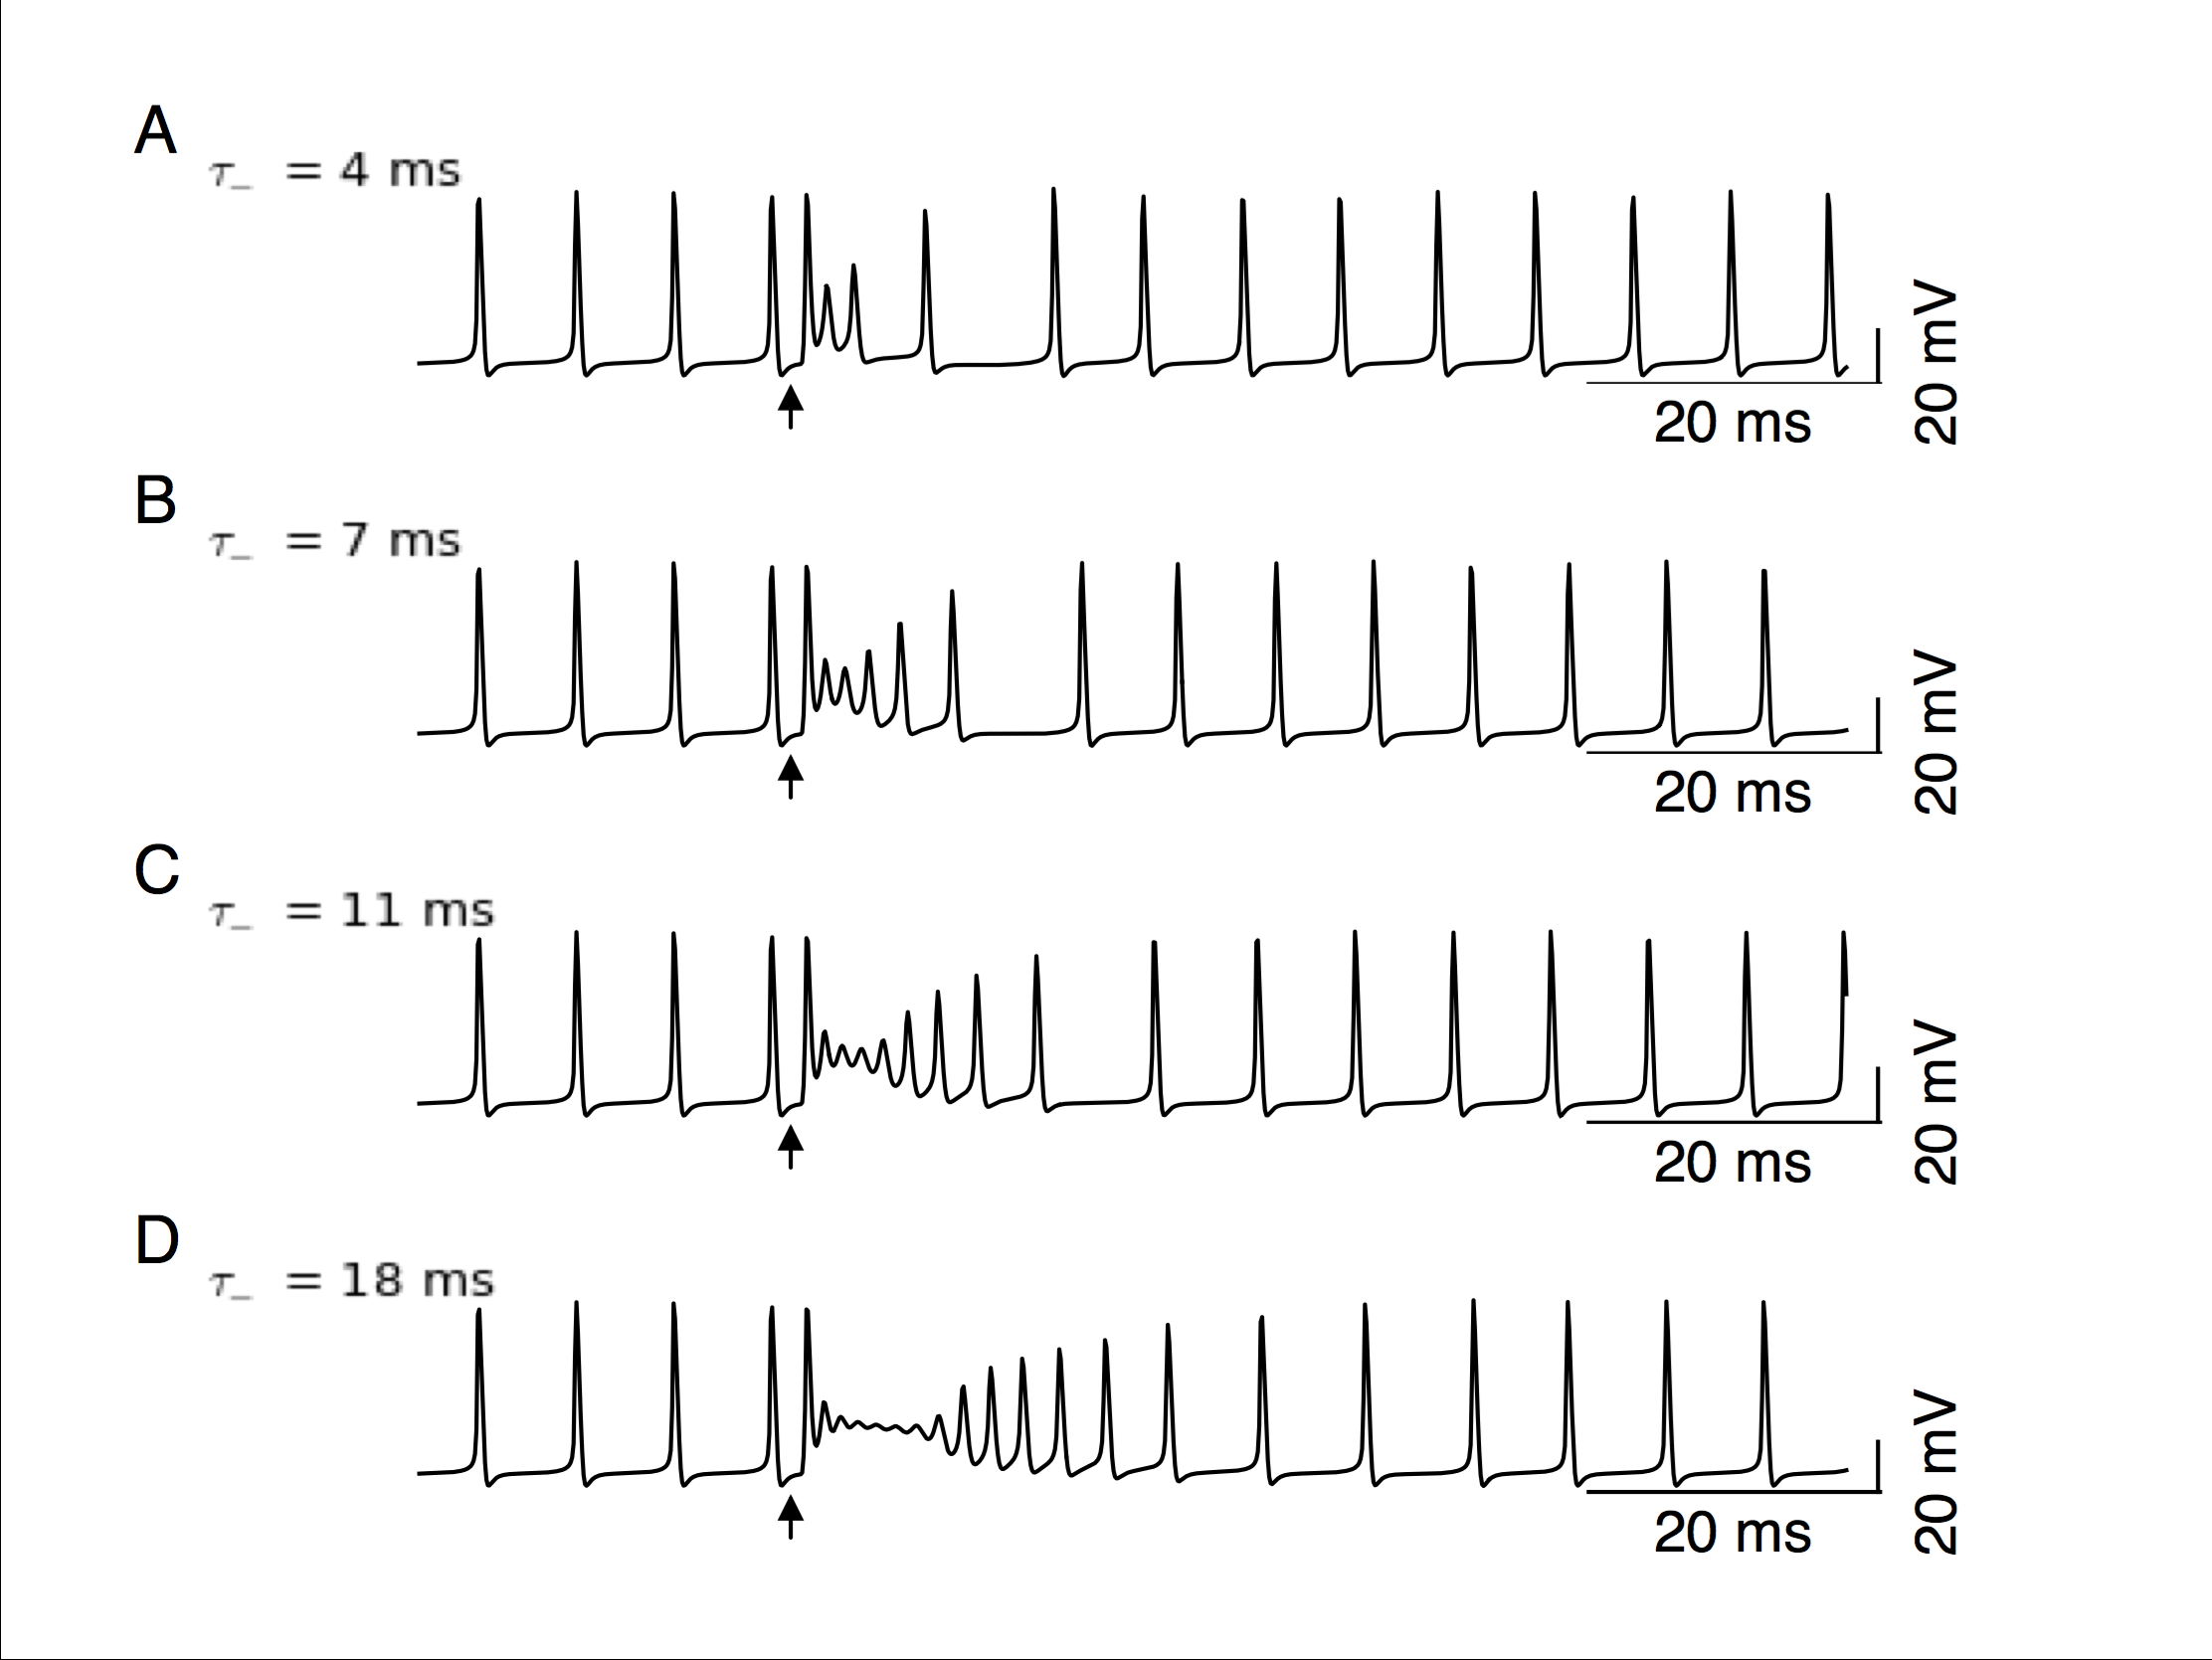 A
τ_ = 4 ms
20 ms
20 mV
B
τ_ = 7 ms
20 ms
20 mV
C
τ_ = 11 ms
20 ms
20 mV
D
τ_ = 18 ms
20 ms
20 mV